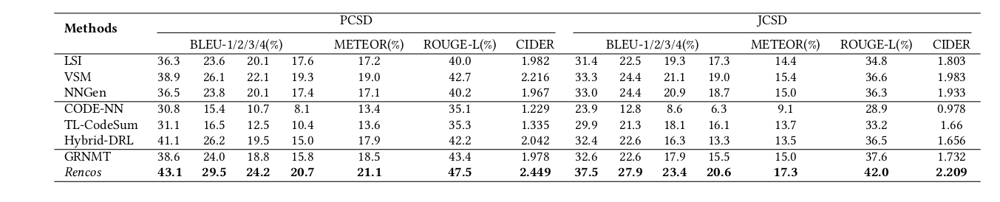 Methods PCSD JCSD
BLEU-1/2/3/4(%) METEOR(%) ROUGE-L(%) CIDER BLEU-1/2/3/4(%) METEOR(%) ROUGE-L(%) CIDER
LSI 36.3 23.6 20.1 17.6 17.2 40.0 1.982 31.4 22.5 19.3 17.3 14.4 34.8 1.803
VSM 38.9 26.1 22.1 19.3 19.0 42.7 2.216 33.3 24.4 21.1 19.0 15.4 36.6 1.983
NNGen 36.5 23.8 20.1 17.4 17.1 40.2 1.967 33.0 24.4 20.9 18.7 15.0 36.3 1.933
CODE-NN 30.8 15.4 10.7 8.1 13.4 35.1 1.229 23.9 12.8 8.6 6.3 9.1 28.9 0.978
TL-CodeSum 31.1 16.5 12.5 10.4 13.6 35.3 1.335 29.9 21.3 18.1 16.1 13.7 33.2 1.66
Hybrid-DRL 41.1 26.2 19.5 15.0 17.9 42.2 2.042 32.4 22.6 16.3 13.3 13.5 36.5 1.656
GRNMT 38.6 24.0 18.8 15.8 18.5 43.4 1.978 32.6 22.6 17.9 15.5 15.0 37.6 1.732
Rencos 43.1 29.5 24.2 20.7 21.1 47.5 2.449 37.5 27.9 23.4 20.6 17.3 42.0 2.209